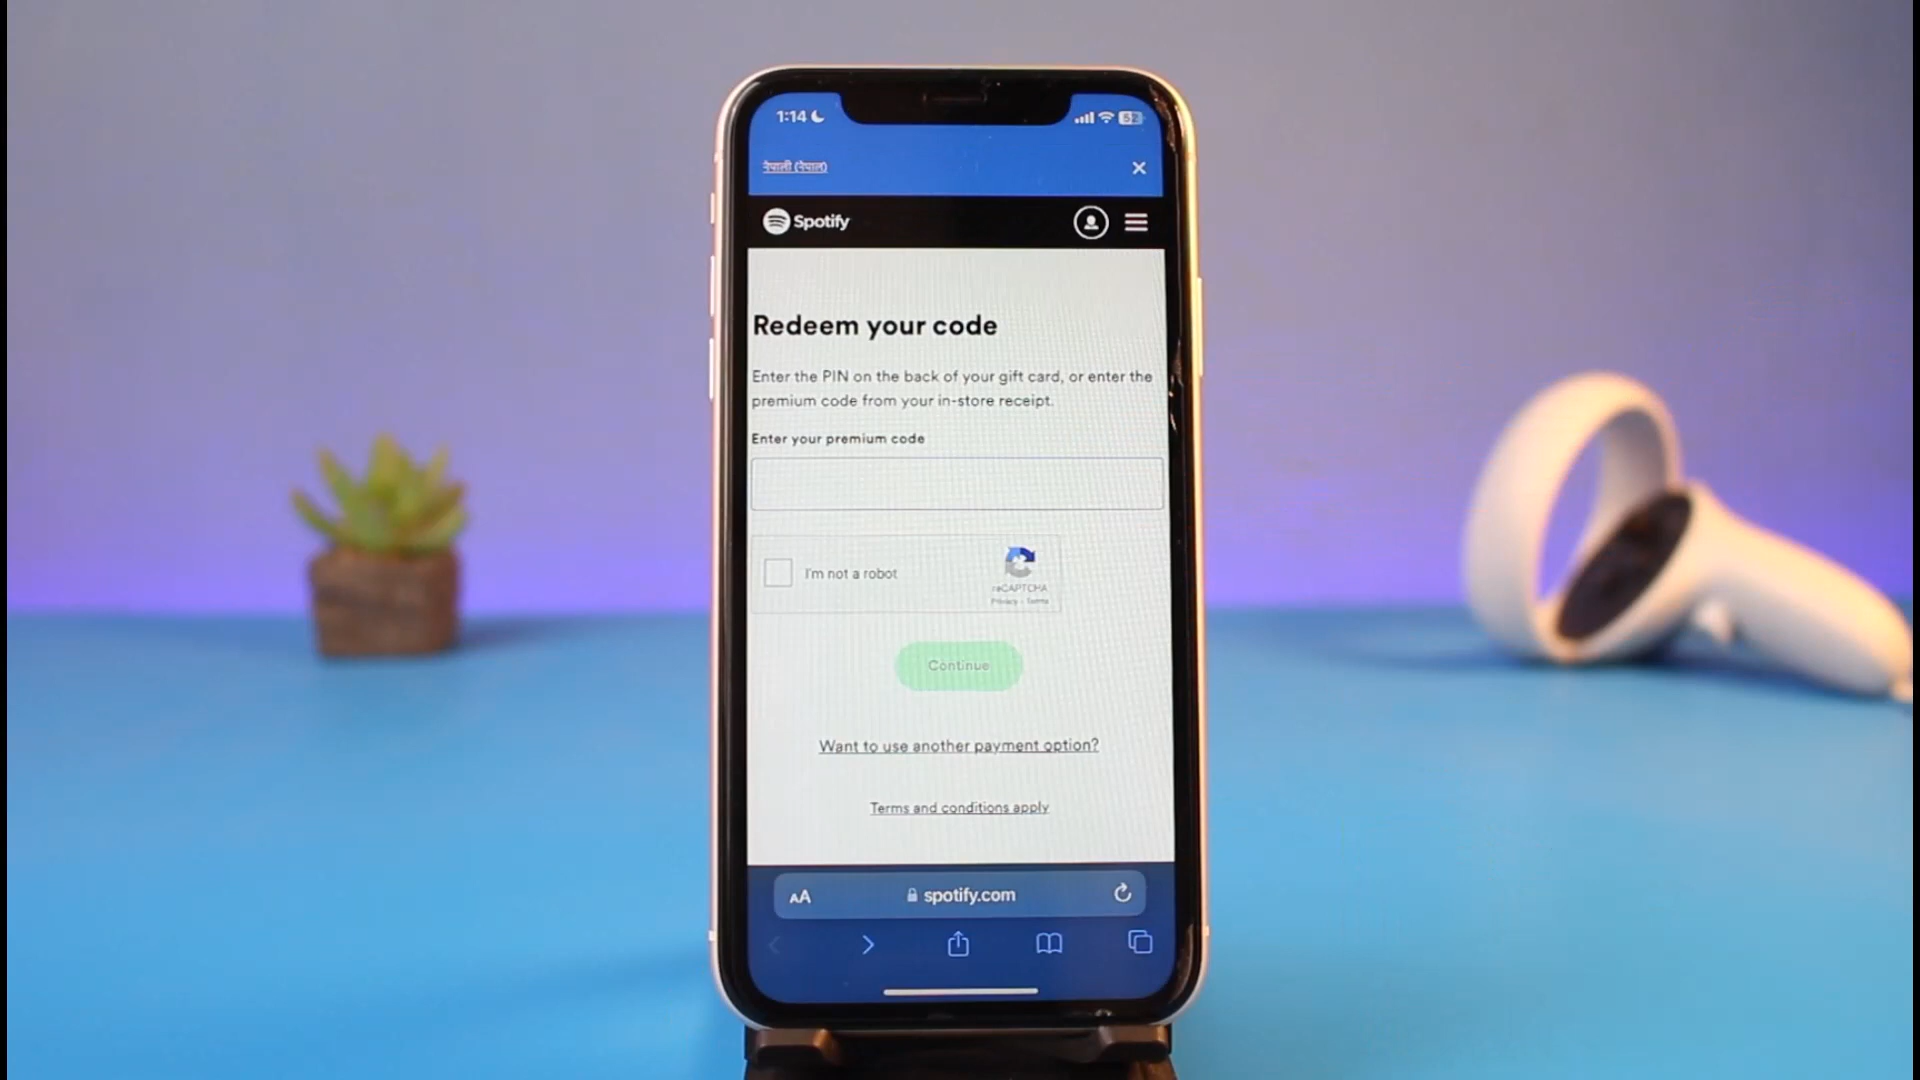 1:14
52
नेपाली (नेपाल)
Spotify
Redeem your code
Enter the PIN on the back of your gift card, or enter the
premium code from your in-store receipt.
Enter your premium code
I'm not a robot
reCAPTCHA
Privacy - Terms
Continue
Want to use another payment option?
Terms and conditions apply
AA
spotify.com